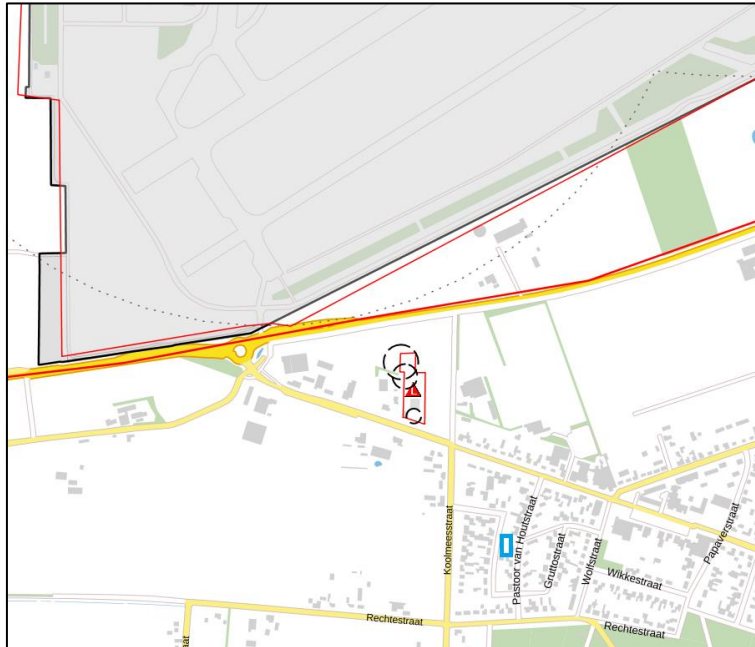 L
Koolmeesstraat
Pastoor van Houtstraat
Gruttostraat
Wolfstraat
Wikkestraat
Papaverstraat
Rechtestraat
Rechtestraat